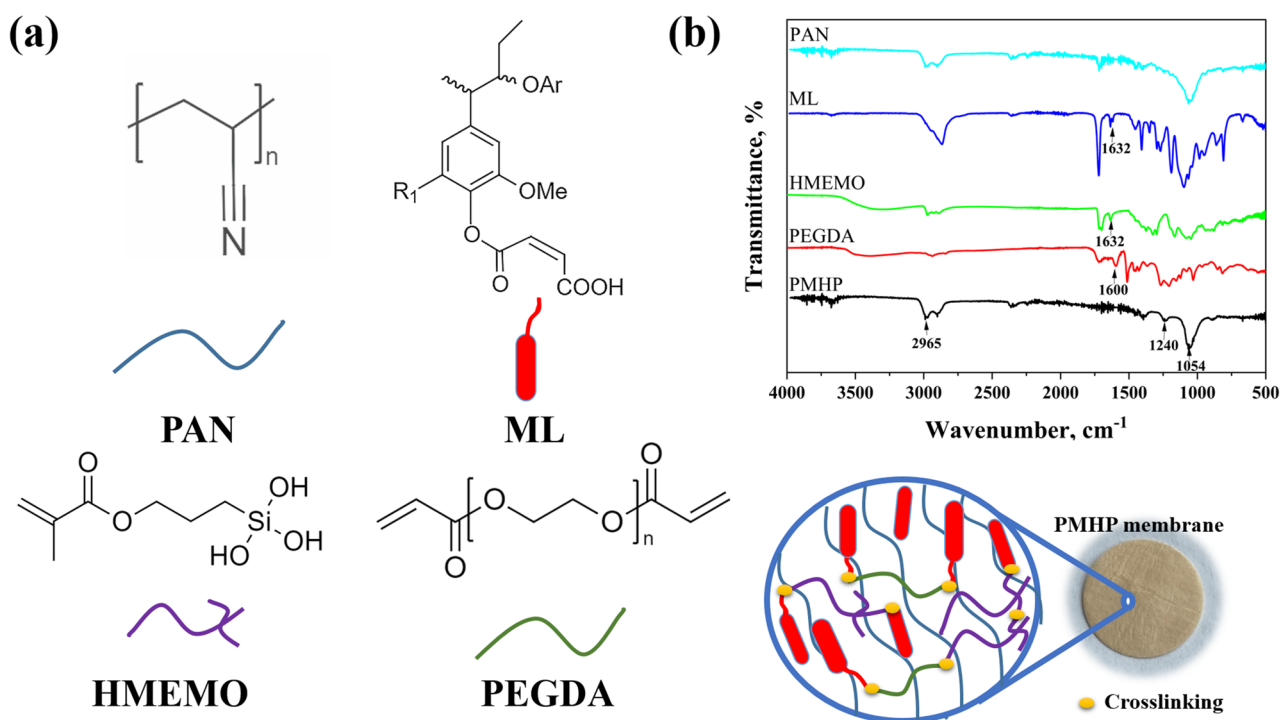 (a)
n
N
PAN
OAr
R1
OMe
O
O
COOH
ML
O
O
Si
OH
HO
OH
HMEMO
O
O
O
n
O
PEGDA
(b)
Transmittance, %
PAN
ML
1632
HMEMO
1632
PEGDA
1600
PMHP
2965
1240
1054
4000 3500 3000 2500 2000 1500 1000 500
Wavenumber, cm-1
PMHP membrane
Crosslinking